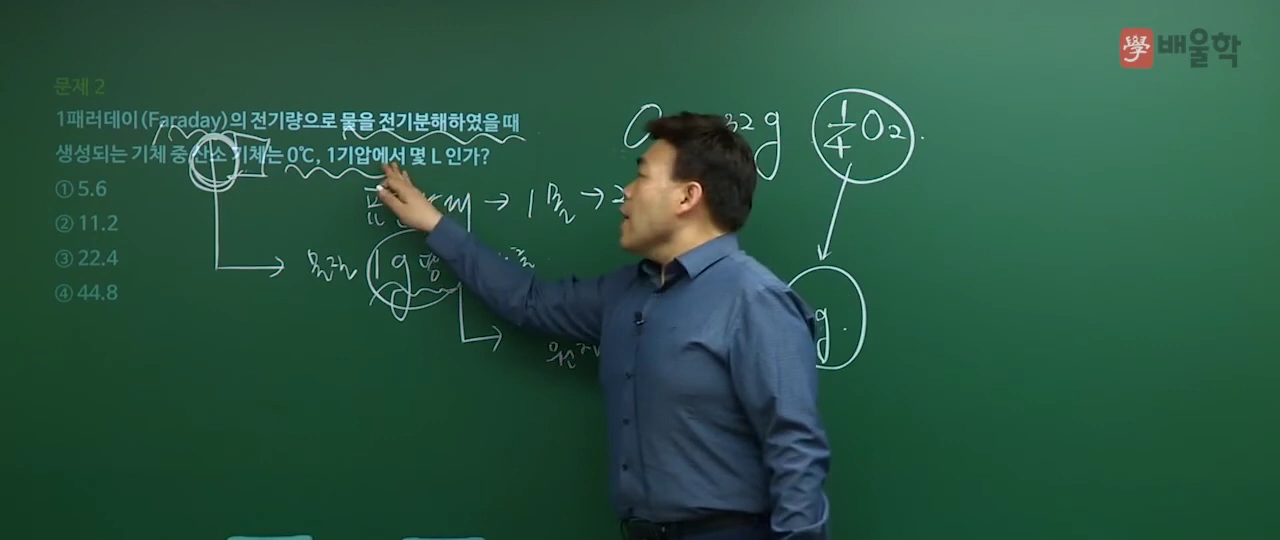 學 배울학
문제 2
1패러데이(Faraday)의 전기량으로 물을 전기분해하였을 때
생성되는 기체 중 산소 기체는 0℃, 1기압에서 몇 L 인가?
① 5.6
② 11.2
③ 22.4
④ 44.8
32g
1/4 O₂.
→ 1몰 → 2
1g
g.